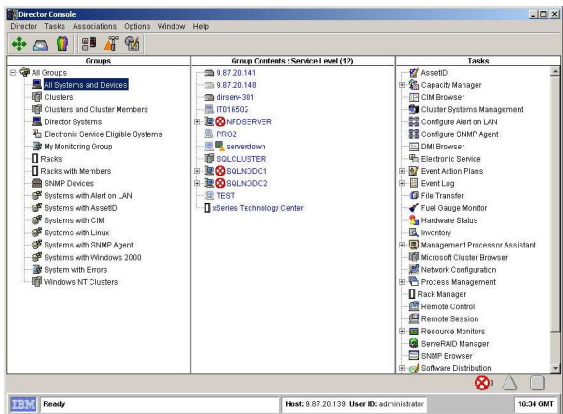 Director Console
Director Tasks Associations Options Window Help
Groups
All Groups
All Systems and Devices
Clusters
Clusters and Cluster Members
Director Systems
Electronic Service Eligible Systems
My Monitoring Group
Racks
Racks with Members
SNMP Devices
Systems with Alert on LAN
Systems with AssetID
Systems with CIM
Systems with Linux
Systems with SNMP Agent
Systems with Windows 2000
System with Errors
Windows NT Clusters
Group Contents : Service Level (12)
9.87.20.141
9.87.20.148
dirserv-301
IT016502
NFDSERVER
PRO2
serverdown
SQLCLUSTER
SQLNODC1
SQLNODC2
TEST
xSeries Technology Center
Tasks
AssetID
Capacity Manager
CIM Browser
Cluster Systems Management
Configure Alert on LAN
Configure SNMP Agent
DMI Browser
Electronic Service
Event Action Plans
Event Log
File Transfer
Fuel Gauge Monitor
Hardware Status
Inventory
Management Processor Assistant
Microsoft Cluster Browser
Network Configuration
Process Management
Rack Manager
Remote Control
Remote Session
Resource Monitors
ServeRAID Manager
SNMP Browser
Software Distribution
3
IBM
Ready
Host: 9.87.20.139 User ID: administrator
10:34 GMT